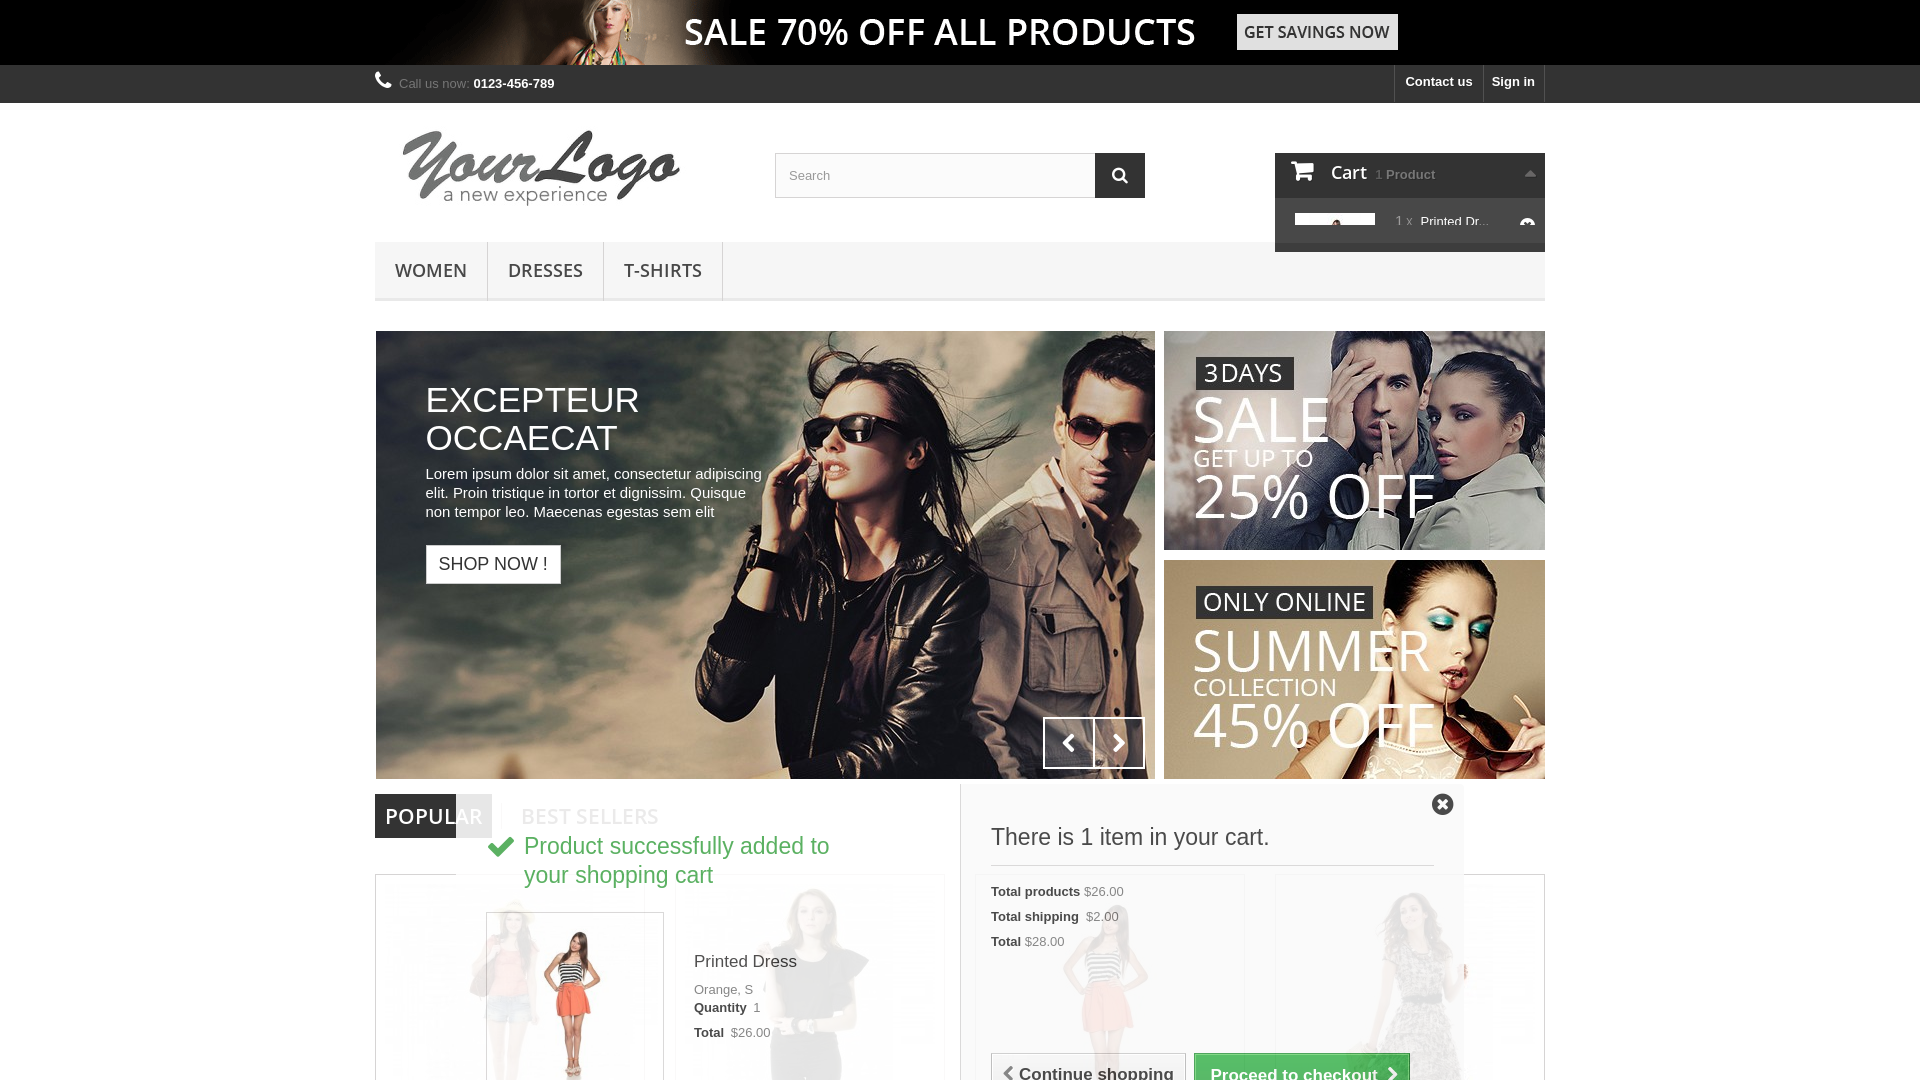 SALE 70% OFF ALL PRODUCTS
GET SAVINGS NOW
Call us now: 0123-456-789
Contact us
Sign in
YourLogo
a new experience
Search
Cart 1 Product
1 x Printed Dr...
WOMEN
DRESSES
T-SHIRTS
EXCEPTEUR
OCCAECAT
Lorem ipsum dolor sit amet, consectetur adipiscing
elit. Proin tristique in tortor et dignissim. Quisque
non tempor leo. Maecenas egestas sem elit
SHOP NOW !
3 DAYS
SALE
GET UP TO
25% OFF
ONLY ONLINE
SUMMER
COLLECTION
45% OFF
POPULAR
BEST SELLERS
Product successfully added to
your shopping cart
Printed Dress
Orange, S
Quantity 1
Total $26.00
There is 1 item in your cart.
Total products $26.00
Total shipping $2.00
Total $28.00
Continue shopping
Proceed to checkout